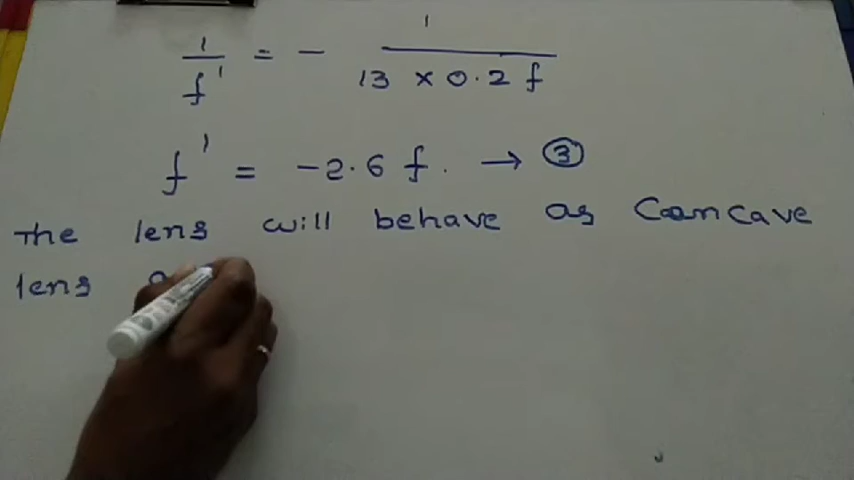 1/f' = - 1/(13 × 0.2 f)
f' = -2.6 f. → ③
The lens will behave as Concave
lens